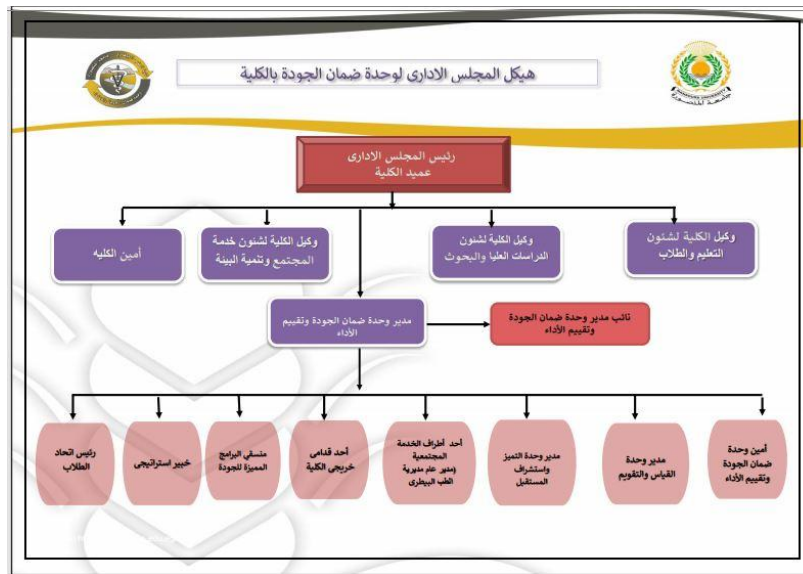 هيكل المجلس الادارى لوحدة ضمان الجودة بالكلية
MANSOURA UNIVERSITY
جامعة المنصورة
رئيس المجلس الادارى
عميد الكلية
وكيل الكلية لشئون
التعليم والطلاب
وكيل الكلية لشئون
الدراسات العليا والبحوث
وكيل الكلية لشئون خدمة
المجتمع وتنمية البيئة
أمين الكليه
مدير وحدة ضمان الجودة وتقييم
الأداء
نائب مدير وحدة ضمان الجودة
وتقييم الأداء
أمين وحدة
ضمان الجودة
وتقييم الأداء
مدير وحدة
القياس والتقويم
مدير وحدة التميز
واستشراف
المستقبل
أحد أطراف الخدمة
المجتمعية
(مدير عام مديرية
الطب البيطرى
أحد قدامى
خريجى الكلية
منسقي البرامج
المميزة للجودة
خبير استراتيجى
رئيس اتحاد
الطلاب